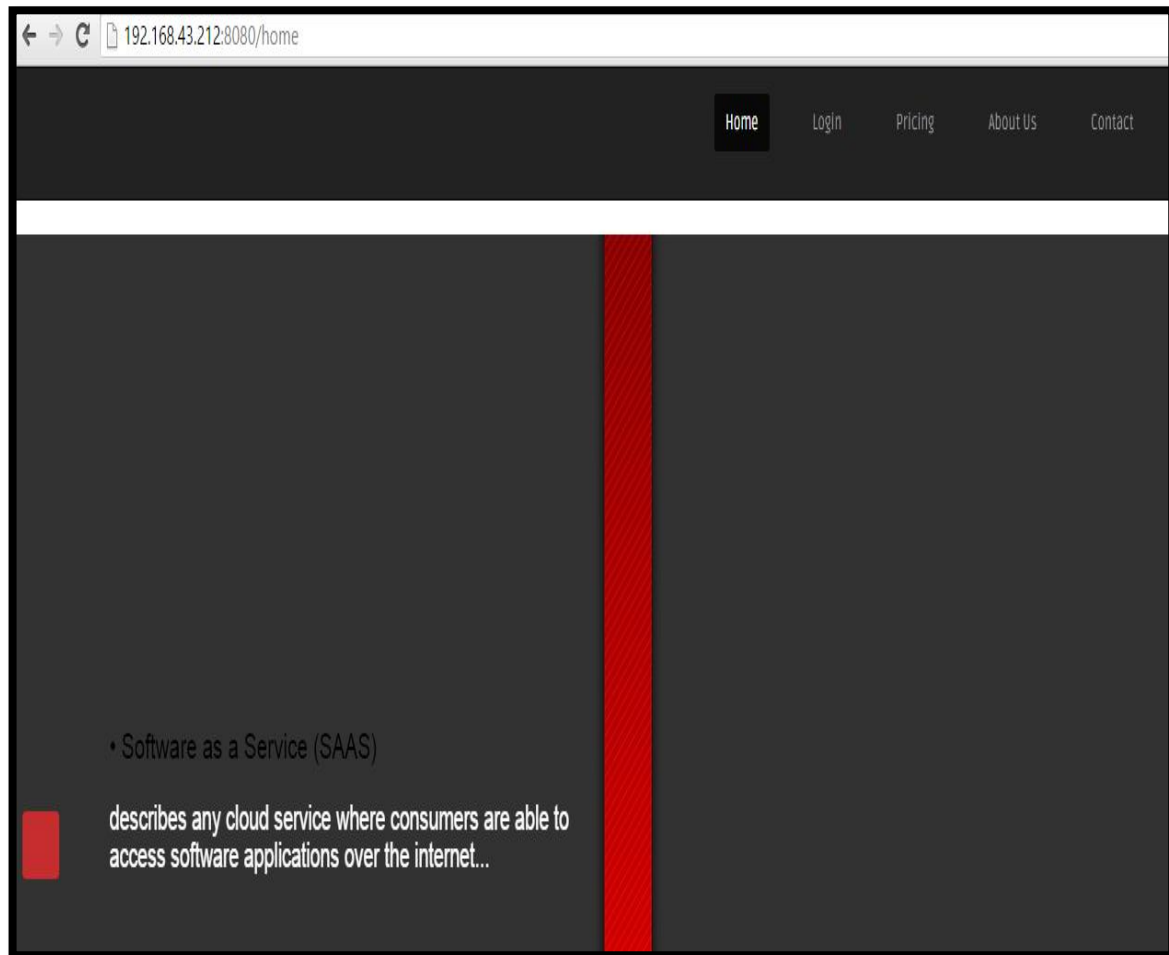 192.168.43.212:8080/home
Home Login Pricing About Us Contact
• Software as a Service (SAAS)
describes any cloud service where consumers are able to
access software applications over the internet...